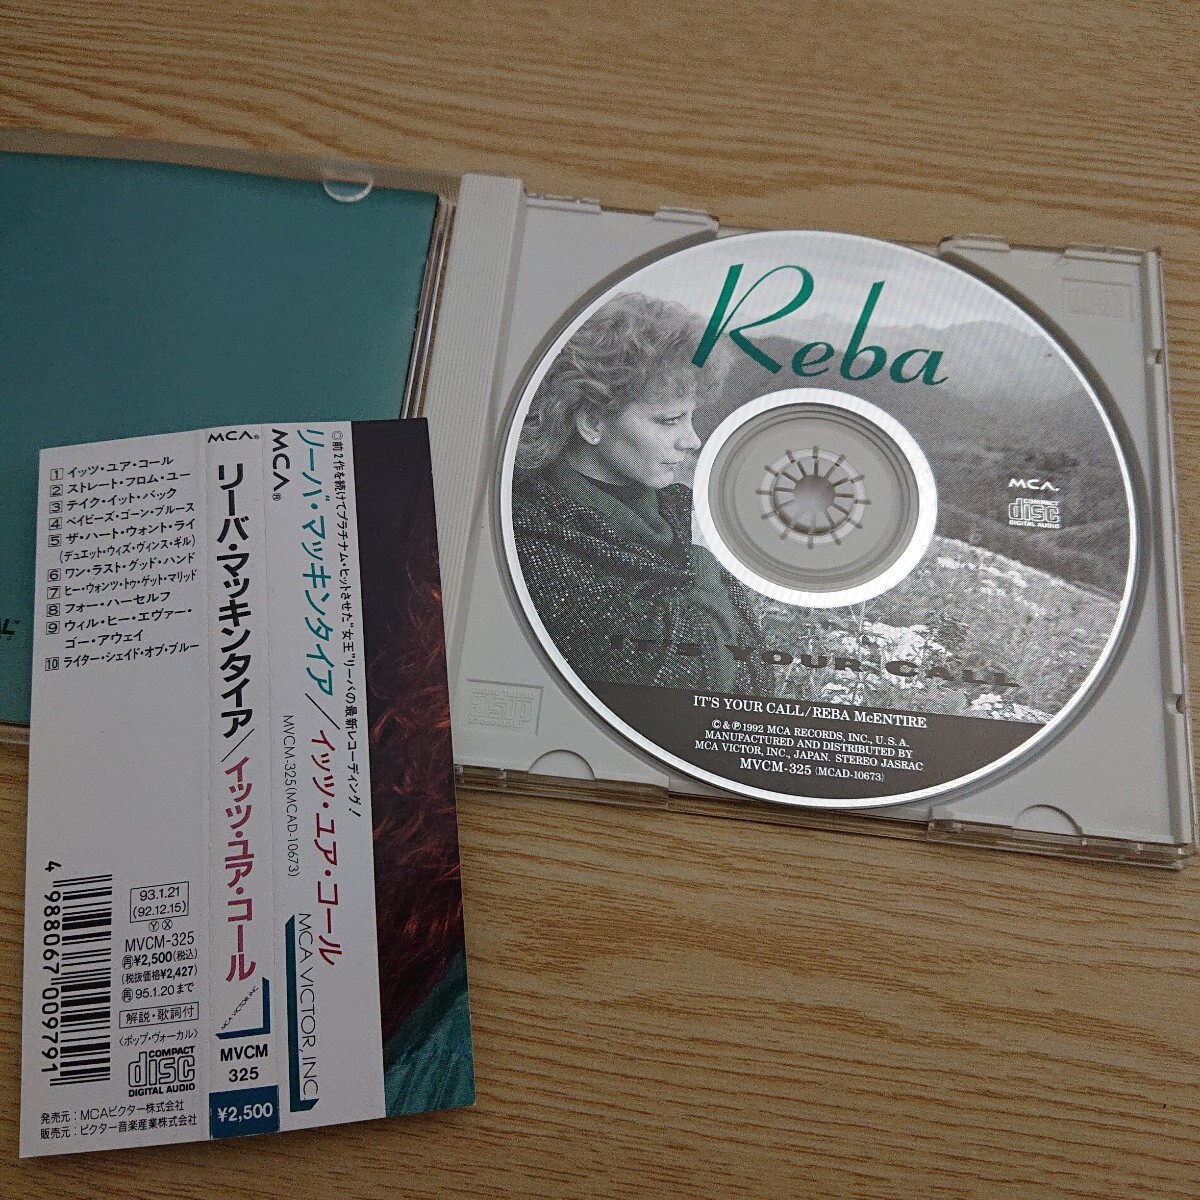 Reba
MCA.
COMPACT
disc
DIGITAL AUDIO
IT'S YOUR CALL
IT'S YOUR CALL/REBA McENTIRE
©&Ⓟ1992 MCA RECORDS, INC., U.S.A.
MANUFACTURED AND DISTRIBUTED BY
MCA VICTOR, INC., JAPAN. STEREO JASRAC
MVCM-325 (MCAD-10673)
◎前2作を続けてプラチナム・ヒットさせた"女王"リーバの最新レコーディング!
リーバ・マッキンタイア/イッツ・ユア・コール
MCA®
MVCM-325(MCAD-10673)
MCA VICTOR, INC.
MCA®
リーバ・マッキンタイア/イッツ・ユア・コール
MCA VICTOR INC.
MVCM
325
¥2,500
1 イッツ・ユア・コール
2 ストレート・フロム・ユー
3 テイク・イット・バック
4 ベイビーズ・ゴーン・ブルース
5 ザ・ハート・ウォント・ライ
(デュエット・ウィズ・ヴィンス・ギル)
6 ワン・ラスト・グッド・ハンド
7 ヒー・ウォンツ・トゥ・ゲット・マリッド
8 フォー・ハーセルフ
9 ウィル・ヒー・エヴァー・
ゴー・アウェイ
10 ライター・シェイド・オブ・ブルー
4 988067 009791
93.1.21
(92.12.15)
Ⓨ Ⓧ
MVCM-325
再¥2,500(税込)
(税抜価格¥2,427)
再95.1.20まで
解説・歌詞付
〈ポップ・ヴォーカル〉
COMPACT
disc
DIGITAL AUDIO
発売元:MCAビクター株式会社
販売元:ビクター音楽産業株式会社